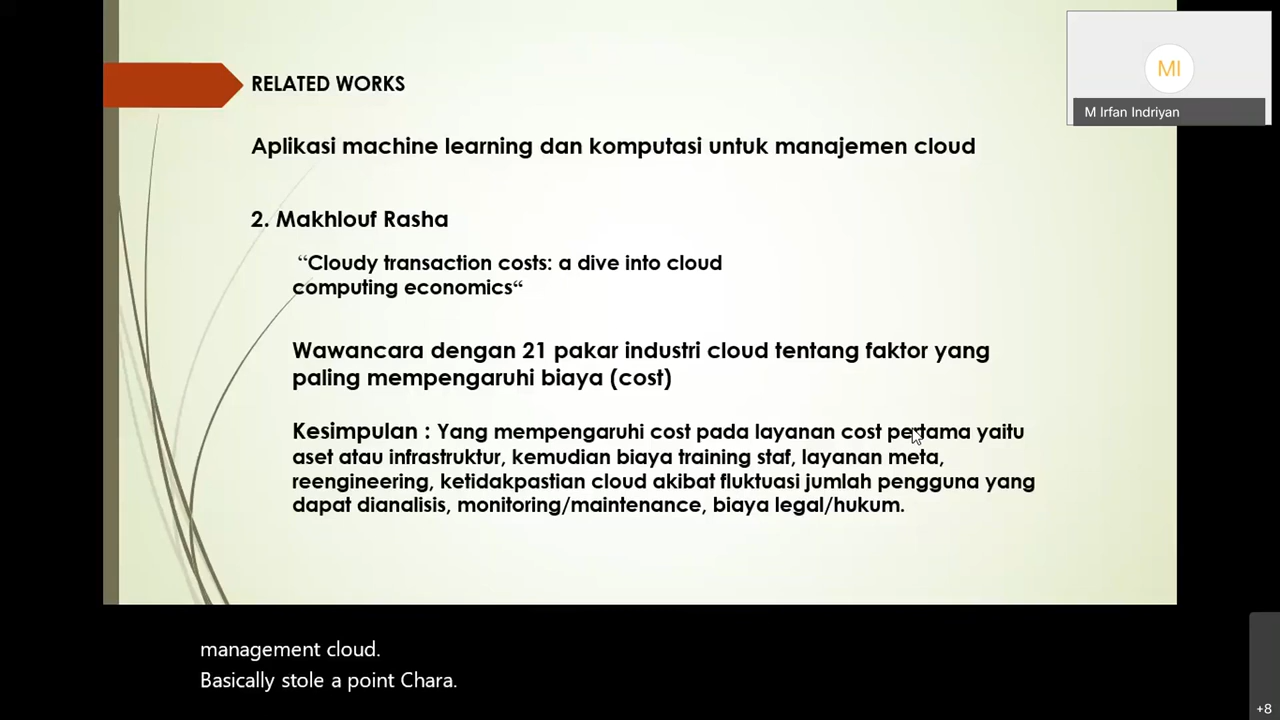 RELATED WORKS
Aplikasi machine learning dan komputasi untuk manajemen cloud
2. Makhlouf Rasha
“Cloudy transaction costs: a dive into cloud
computing economics“
Wawancara dengan 21 pakar industri cloud tentang faktor yang
paling mempengaruhi biaya (cost)
Kesimpulan : Yang mempengaruhi cost pada layanan cost pertama yaitu
aset atau infrastruktur, kemudian biaya training staf, layanan meta,
reengineering, ketidakpastian cloud akibat fluktuasi jumlah pengguna yang
dapat dianalisis, monitoring/maintenance, biaya legal/hukum.
MI
M Irfan Indriyan
management cloud.
Basically stole a point Chara.
+8